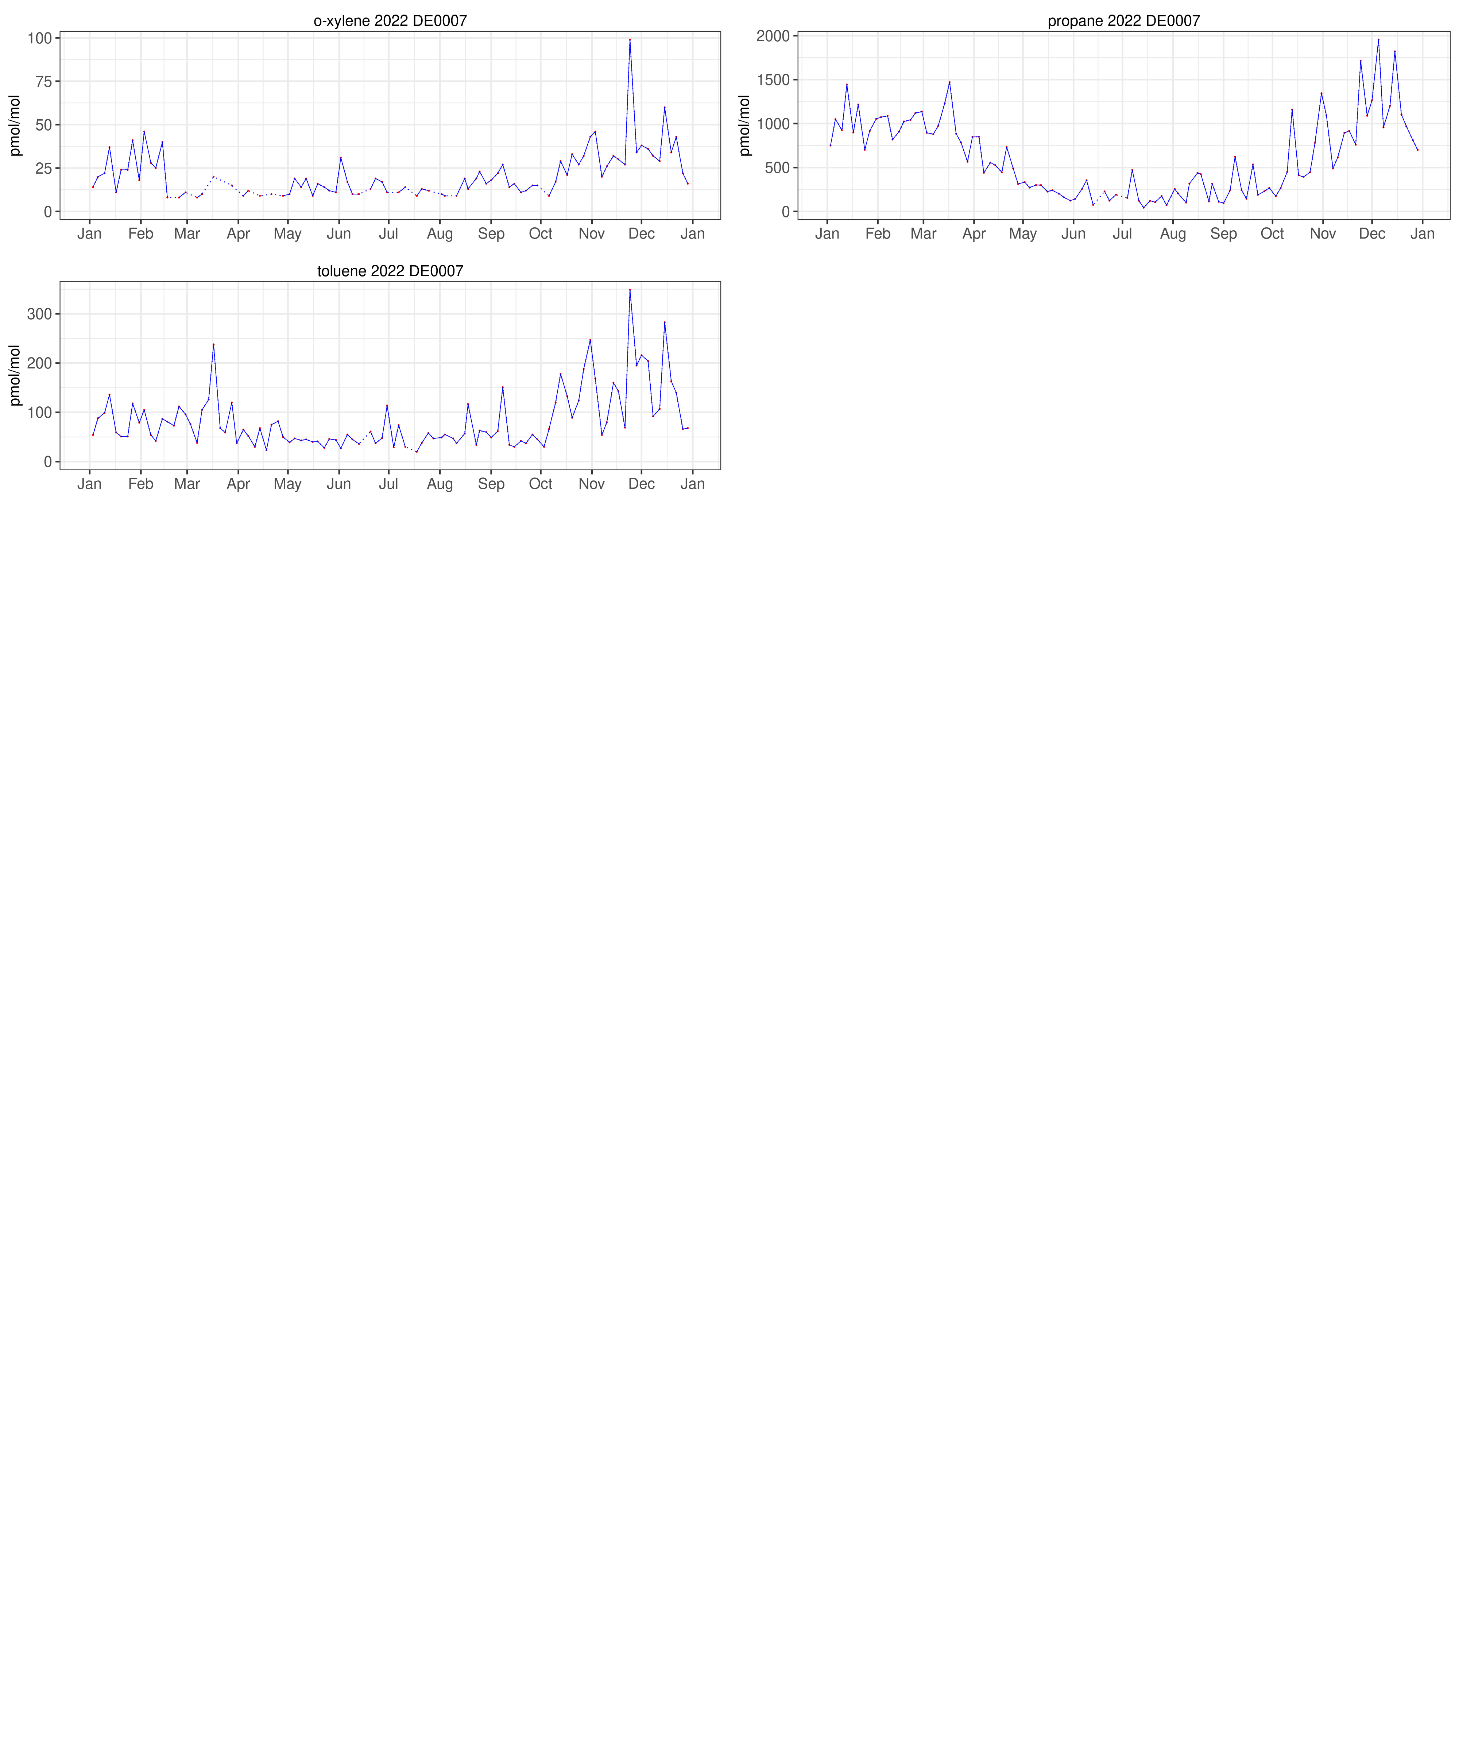 o-xylene 2022 DE0007
pmol/mol
100
75
50
25
0
Jan Feb Mar Apr May Jun Jul Aug Sep Oct Nov Dec Jan
propane 2022 DE0007
pmol/mol
2000
1500
1000
500
0
Jan Feb Mar Apr May Jun Jul Aug Sep Oct Nov Dec Jan
toluene 2022 DE0007
pmol/mol
300
200
100
0
Jan Feb Mar Apr May Jun Jul Aug Sep Oct Nov Dec Jan